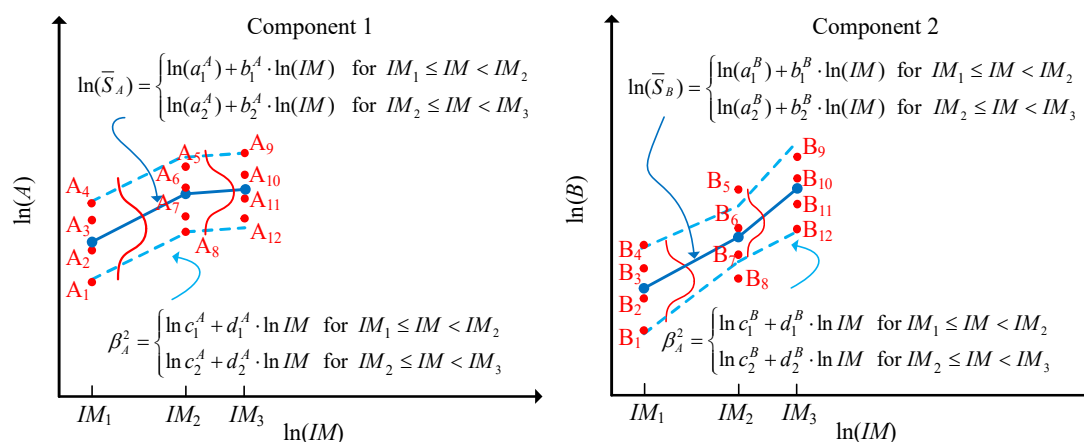 Component 1
ln(S̅_A) = { ln(a_1^A) + b_1^A · ln(IM) for IM_1 ≤ IM < IM_2
ln(a_2^A) + b_2^A · ln(IM) for IM_2 ≤ IM < IM_3
A_4
A_3
A_2
A_1
A_5
A_6
A_7
A_8
A_9
A_10
A_11
A_12
β_A^2 = { ln c_1^A + d_1^A · ln IM for IM_1 ≤ IM < IM_2
ln c_2^A + d_2^A · ln IM for IM_2 ≤ IM < IM_3
ln(A)
IM_1 IM_2 IM_3
ln(IM)
Component 2
ln(S̅_B) = { ln(a_1^B) + b_1^B · ln(IM) for IM_1 ≤ IM < IM_2
ln(a_2^B) + b_2^B · ln(IM) for IM_2 ≤ IM < IM_3
B_4
B_3
B_2
B_1
B_5
B_6
B_7
B_8
B_9
B_10
B_11
B_12
β_A^2 = { ln c_1^B + d_1^B · ln IM for IM_1 ≤ IM < IM_2
ln c_2^B + d_2^B · ln IM for IM_2 ≤ IM < IM_3
ln(B)
IM_1 IM_2 IM_3
ln(IM)